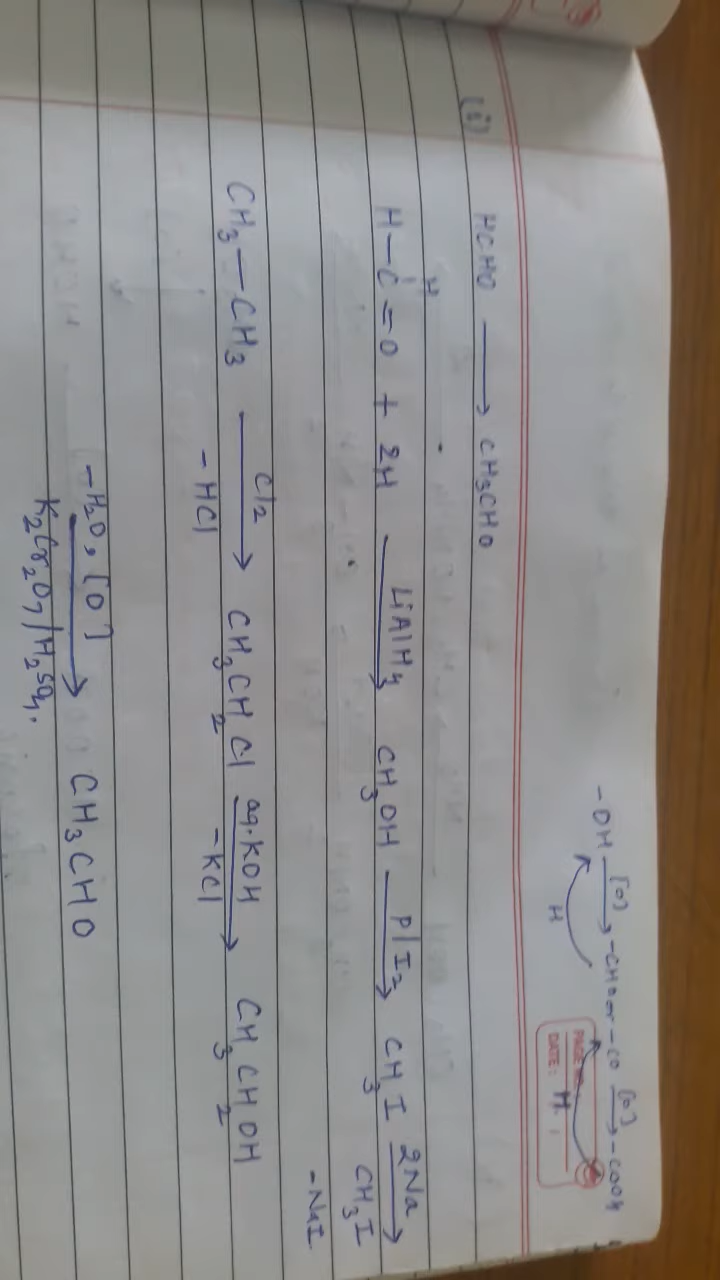 -OH [O]→ -CHO or -CO [O]→ -COOH
H
PAGE NO.
DATE:
H
(i) HCHO ⟶ CH₃CHO
H
H-C=O + 2H LiAlH₄→ CH₃OH P/I₂→ CH₃I 2Na→
CH₃I
-NaI
CH₃-CH₃ Cl₂→ CH₃CH₂Cl aq.KOH→ CH₃CH₂OH
-HCl -KCl
-H₂O, [O]→ CH₃CHO
K₂Cr₂O₇/H₂SO₄.